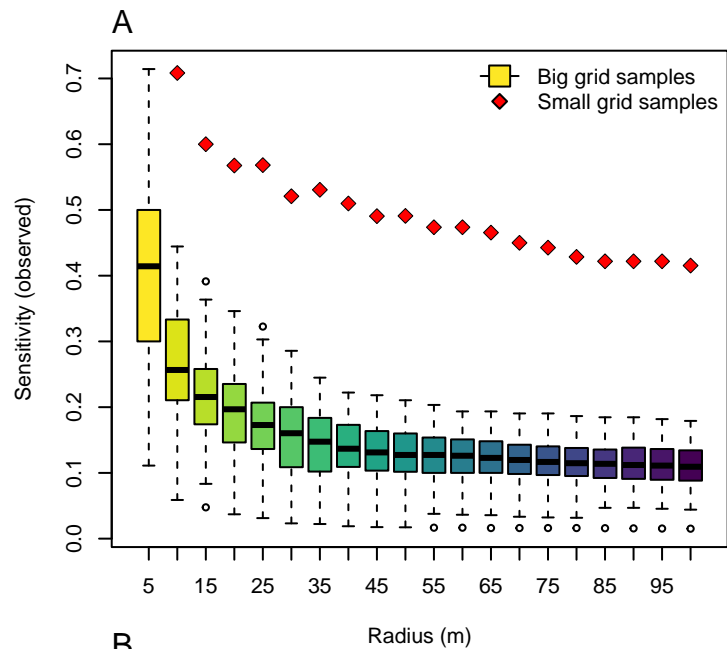 A
Big grid samples
Small grid samples
Sensitivity (observed)
0.7
0.6
0.5
0.4
0.3
0.2
0.1
0.0
5 15 25 35 45 55 65 75 85 95
Radius (m)
B